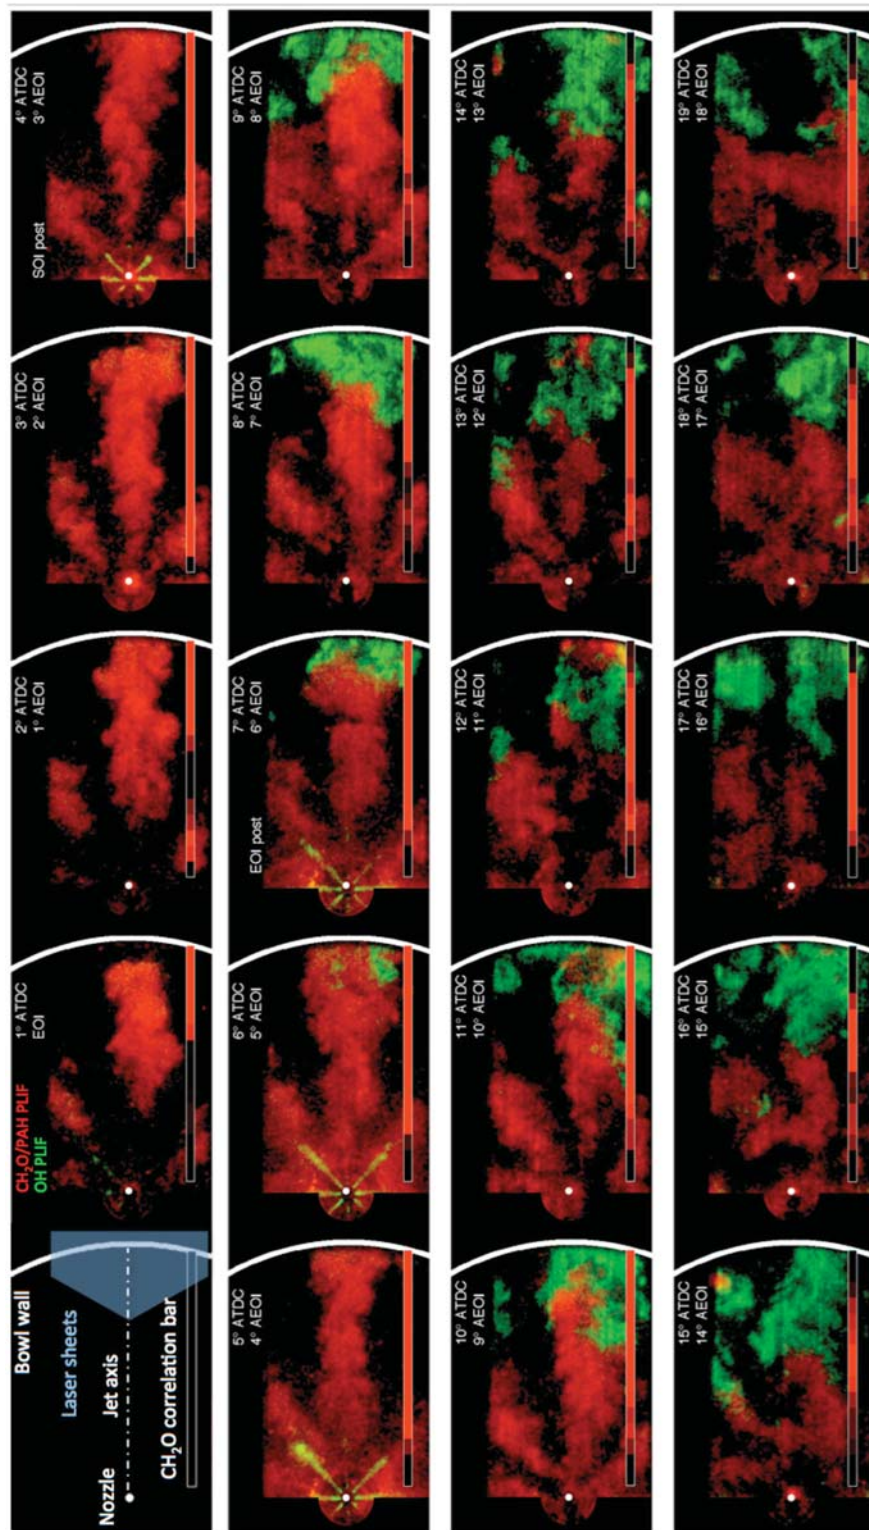 Bowl wall
Laser sheets
Nozzle
Jet axis
CH₂O correlation bar
CH₂O/PAH PLIF
OH PLIF
1° ATDC
EOI
2° ATDC
1° AEOI
3° ATDC
2° AEOI
SOI post
4° ATDC
3° AEOI
5° ATDC
4° AEOI
6° ATDC
5° AEOI
EOI post
7° ATDC
6° AEOI
8° ATDC
7° AEOI
9° ATDC
8° AEOI
10° ATDC
9° AEOI
11° ATDC
10° AEOI
12° ATDC
11° AEOI
13° ATDC
12° AEOI
14° ATDC
13° AEOI
15° ATDC
14° AEOI
16° ATDC
15° AEOI
17° ATDC
16° AEOI
18° ATDC
17° AEOI
19° ATDC
18° AEOI